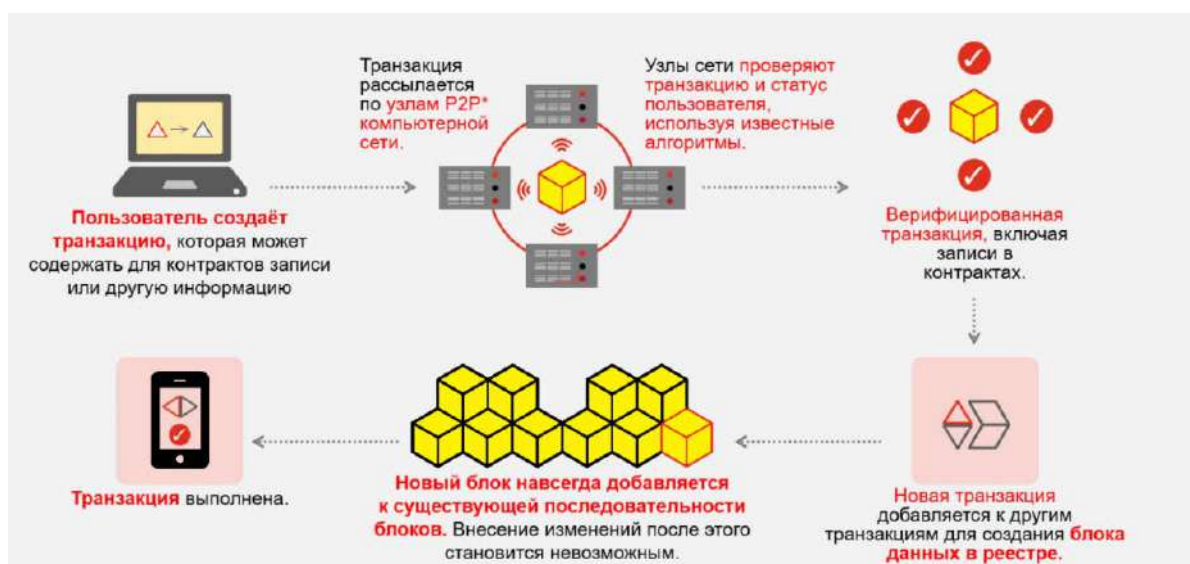 Пользователь создаёт
транзакцию, которая может
содержать для контрактов записи
или другую информацию
Транзакция
рассылается
по узлам P2P*
компьютерной
сети.
Узлы сети проверяют
транзакцию и статус
пользователя,
используя известные
алгоритмы.
Верифицированная
транзакция, включая
записи в
контрактах.
Новая транзакция
добавляется к другим
транзакциям для создания блока
данных в реестре.
Новый блок навсегда добавляется
к существующей последовательности
блоков. Внесение изменений после этого
становится невозможным.
Транзакция выполнена.